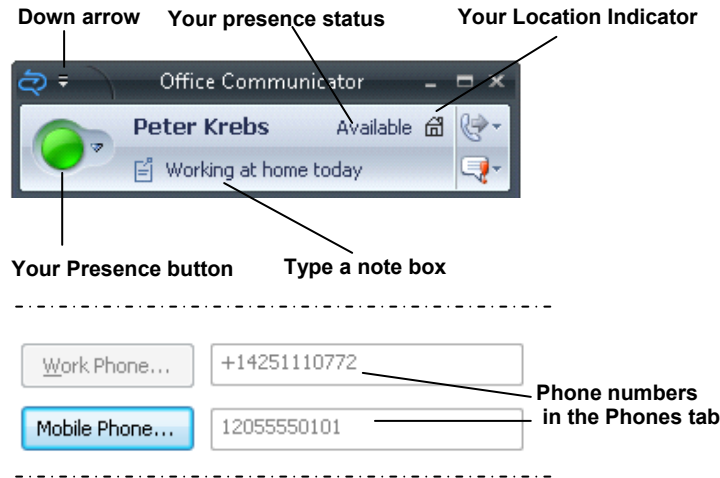 Down arrow
Your presence status
Your Location Indicator
Office Communicator
Peter Krebs
Available
Working at home today
Your Presence button
Type a note box
Work Phone...
+14251110772
Mobile Phone...
12055550101
Phone numbers
in the Phones tab